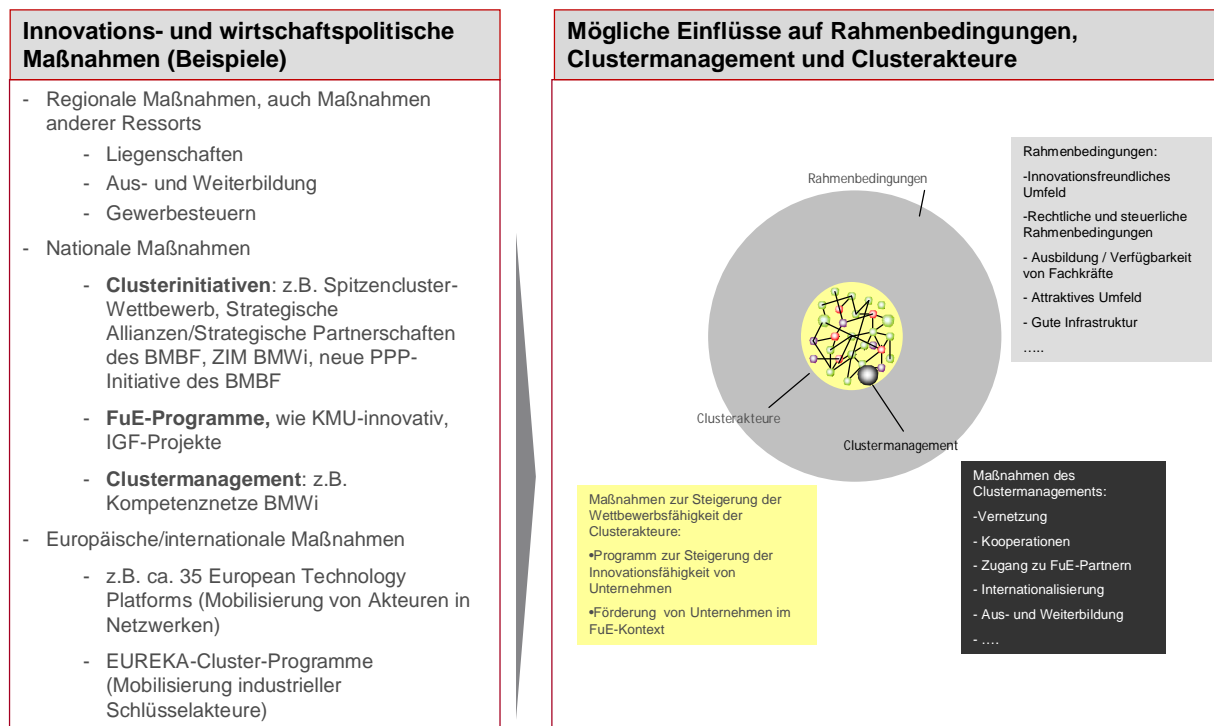 Innovations- und wirtschaftspolitische
Maßnahmen (Beispiele)
- Regionale Maßnahmen, auch Maßnahmen
anderer Ressorts
- Liegenschaften
- Aus- und Weiterbildung
- Gewerbesteuern
- Nationale Maßnahmen
- Clusterinitiativen: z.B. Spitzencluster-
Wettbewerb, Strategische
Allianzen/Strategische Partnerschaften
des BMBF, ZIM BMWi, neue PPP-
Initiative des BMBF
- FuE-Programme, wie KMU-innovativ,
IGF-Projekte
- Clustermanagement: z.B.
Kompetenznetze BMWi
- Europäische/internationale Maßnahmen
- z.B. ca. 35 European Technology
Platforms (Mobilisierung von Akteuren in
Netzwerken)
- EUREKA-Cluster-Programme
(Mobilisierung industrieller
Schlüsselakteure)
Mögliche Einflüsse auf Rahmenbedingungen,
Clustermanagement und Clusterakteure
Rahmenbedingungen
Clusterakteure
Clustermanagement
Rahmenbedingungen:
-Innovationsfreundliches
Umfeld
-Rechtliche und steuerliche
Rahmenbedingungen
- Ausbildung / Verfügbarkeit
von Fachkräfte
- Attraktives Umfeld
- Gute Infrastruktur
…..
Maßnahmen zur Steigerung der
Wettbewerbsfähigkeit der
Clusterakteure:
•Programm zur Steigerung der
Innovationsfähigkeit von
Unternehmen
•Förderung von Unternehmen im
FuE-Kontext
Maßnahmen des
Clustermanagements:
-Vernetzung
- Kooperationen
- Zugang zu FuE-Partnern
- Internationalisierung
- Aus- und Weiterbildung
- ….